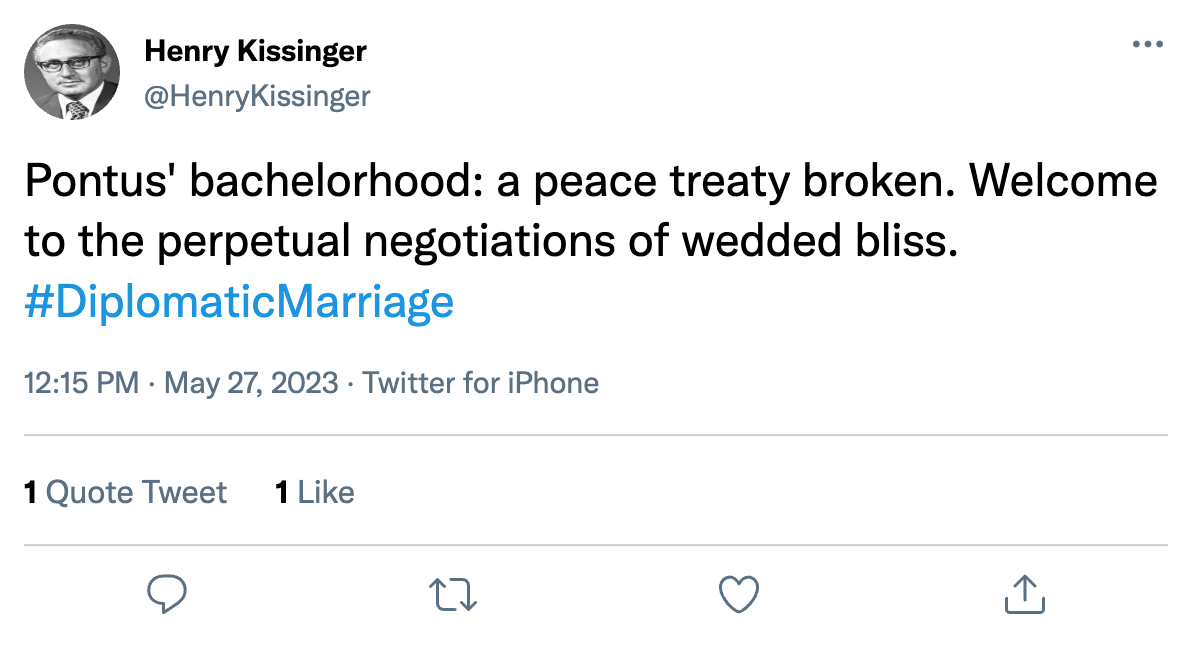 Henry Kissinger
@HenryKissinger
Pontus' bachelorhood: a peace treaty broken. Welcome
to the perpetual negotiations of wedded bliss.
#DiplomaticMarriage
12:15 PM · May 27, 2023 · Twitter for iPhone
1 Quote Tweet 1 Like